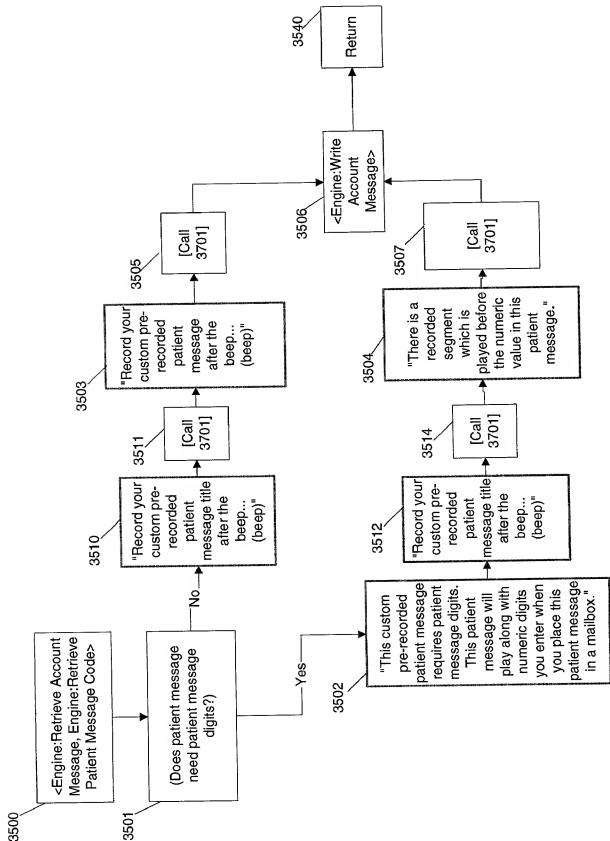 3500
<Engine:Retrieve Account
Message, Engine:Retrieve
Patient Message Code>
3501
(Does patient message
need patient message
digits?)
No
Yes
3510
"Record your
custom pre-
recorded
patient
message title
after the
beep...
(beep)"
3511
[Call
3701]
3503
"Record your
custom pre-
recorded
patient
message
after the
beep...
(beep)"
3505
[Call
3701]
3502
"This custom
pre-recorded
patient message
requires patient
message digits.
This patient
message will
play along with
numeric digits
you enter when
you place this
patient message
in a mailbox."
3512
"Record your
custom pre-
recorded
patient
message title
after the
beep...
(beep)"
3514
[Call
3701]
3504
"There is a
recorded
segment
which is
played before
the numeric
value in this
patient
message."
3507
[Call
3701]
3506
<Engine:Write
Account
Message>
3540
Return